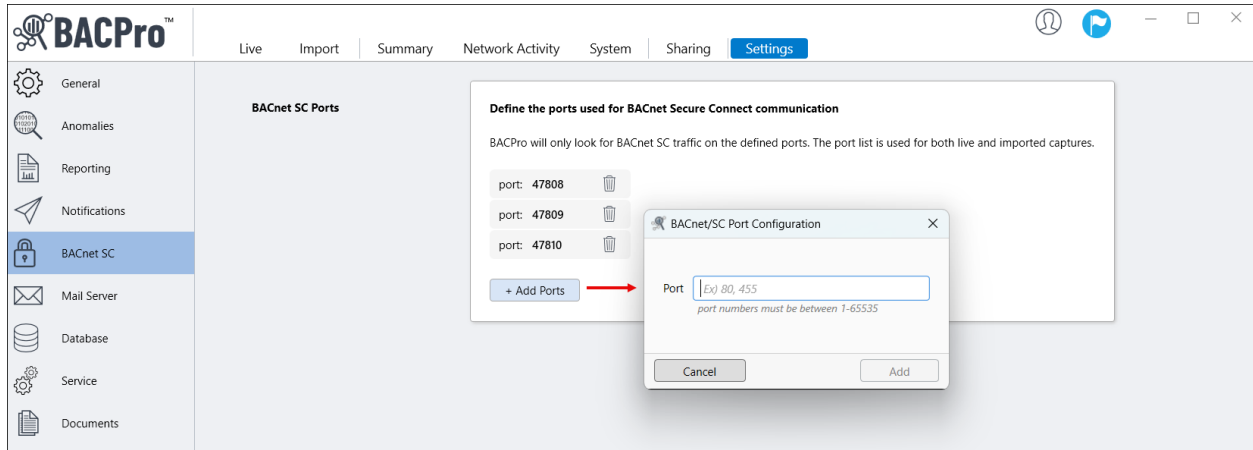 BACPro™
Live Import Summary Network Activity System Sharing Settings
General
Anomalies
Reporting
Notifications
BACnet SC
Mail Server
Database
Service
Documents
BACnet SC Ports
Define the ports used for BACnet Secure Connect communication
BACPro will only look for BACnet SC traffic on the defined ports. The port list is used for both live and imported captures.
port: 47808
port: 47809
port: 47810
+ Add Ports
BACnet/SC Port Configuration
Port Ex) 80, 455
port numbers must be between 1-65535
Cancel Add